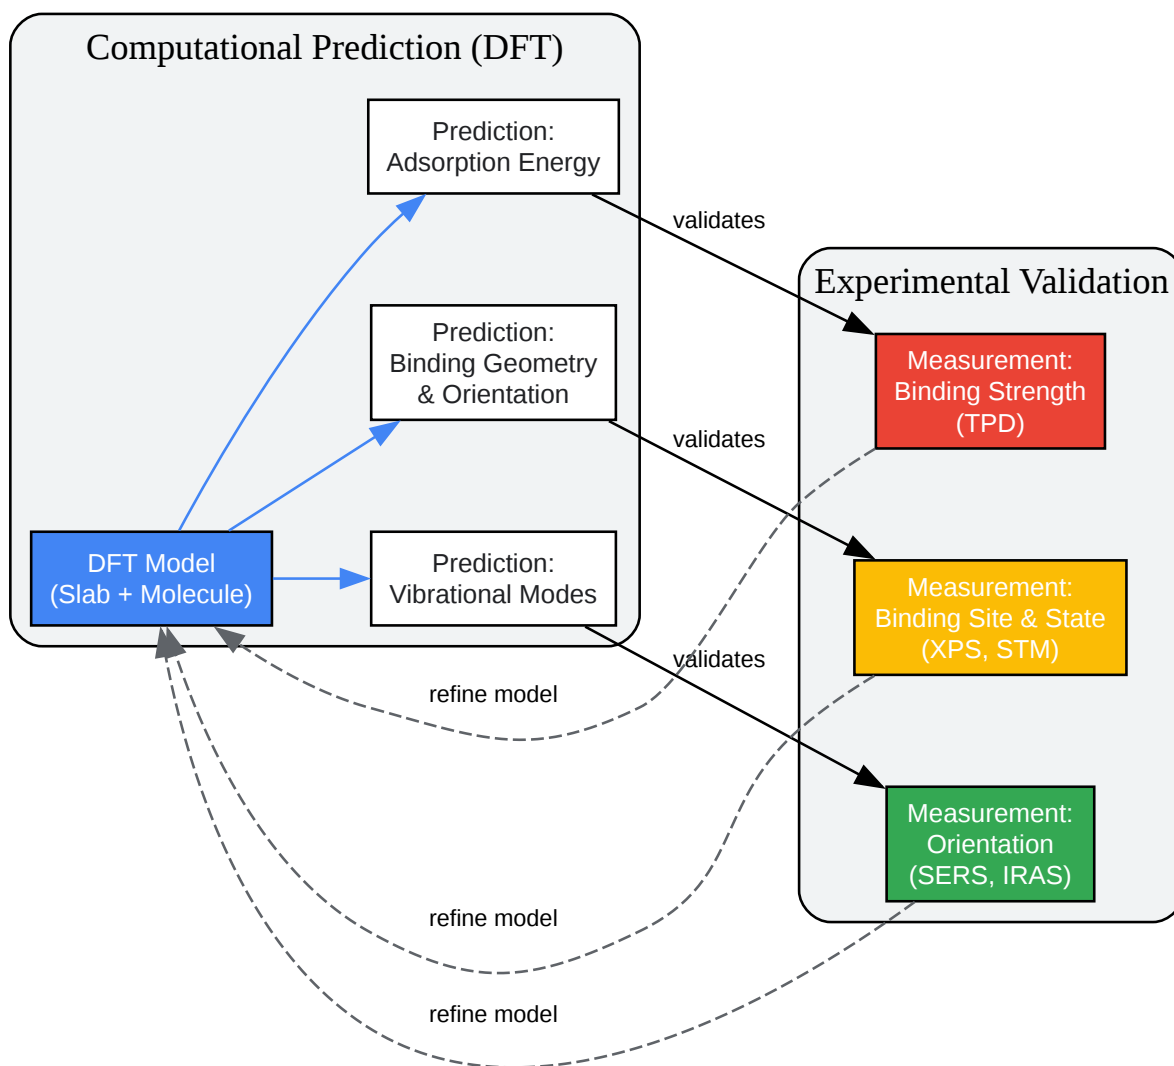 Computational Prediction (DFT)
Prediction:
Adsorption Energy
validates
Experimental Validation
Prediction:
Binding Geometry
& Orientation
Measurement:
Binding Strength
(TPD)
validates
DFT Model
(Slab + Molecule)
Prediction:
Vibrational Modes
Measurement:
Binding Site & State
(XPS, STM)
validates
refine model
Measurement:
Orientation
(SERS, IRAS)
refine model
refine model